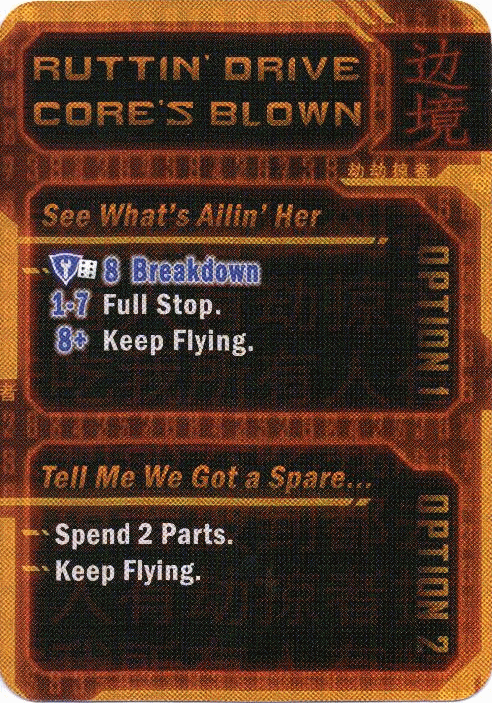 RUTTIN' DRIVE
CORE'S BLOWN
边境
See What's Ailin' Her
8 Breakdown
1-7 Full Stop.
8+ Keep Flying.
OPTION 1
Tell Me We Got a Spare...
Spend 2 Parts.
Keep Flying.
OPTION 2